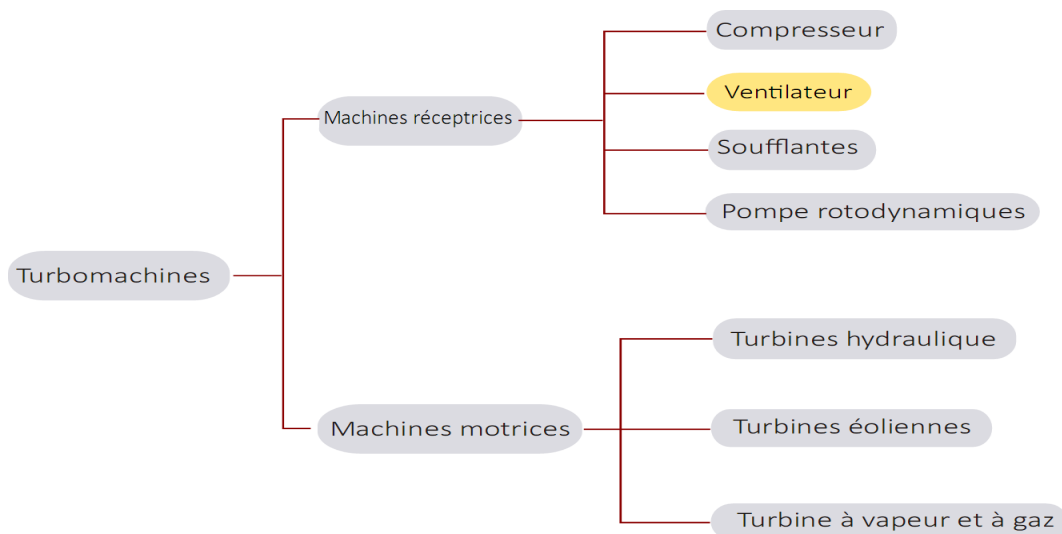 Compresseur
Ventilateur
Machines réceptrices
Soufflantes
Pompe rotodynamiques
Turbomachines
Turbines hydraulique
Machines motrices
Turbines éoliennes
Turbine à vapeur et à gaz